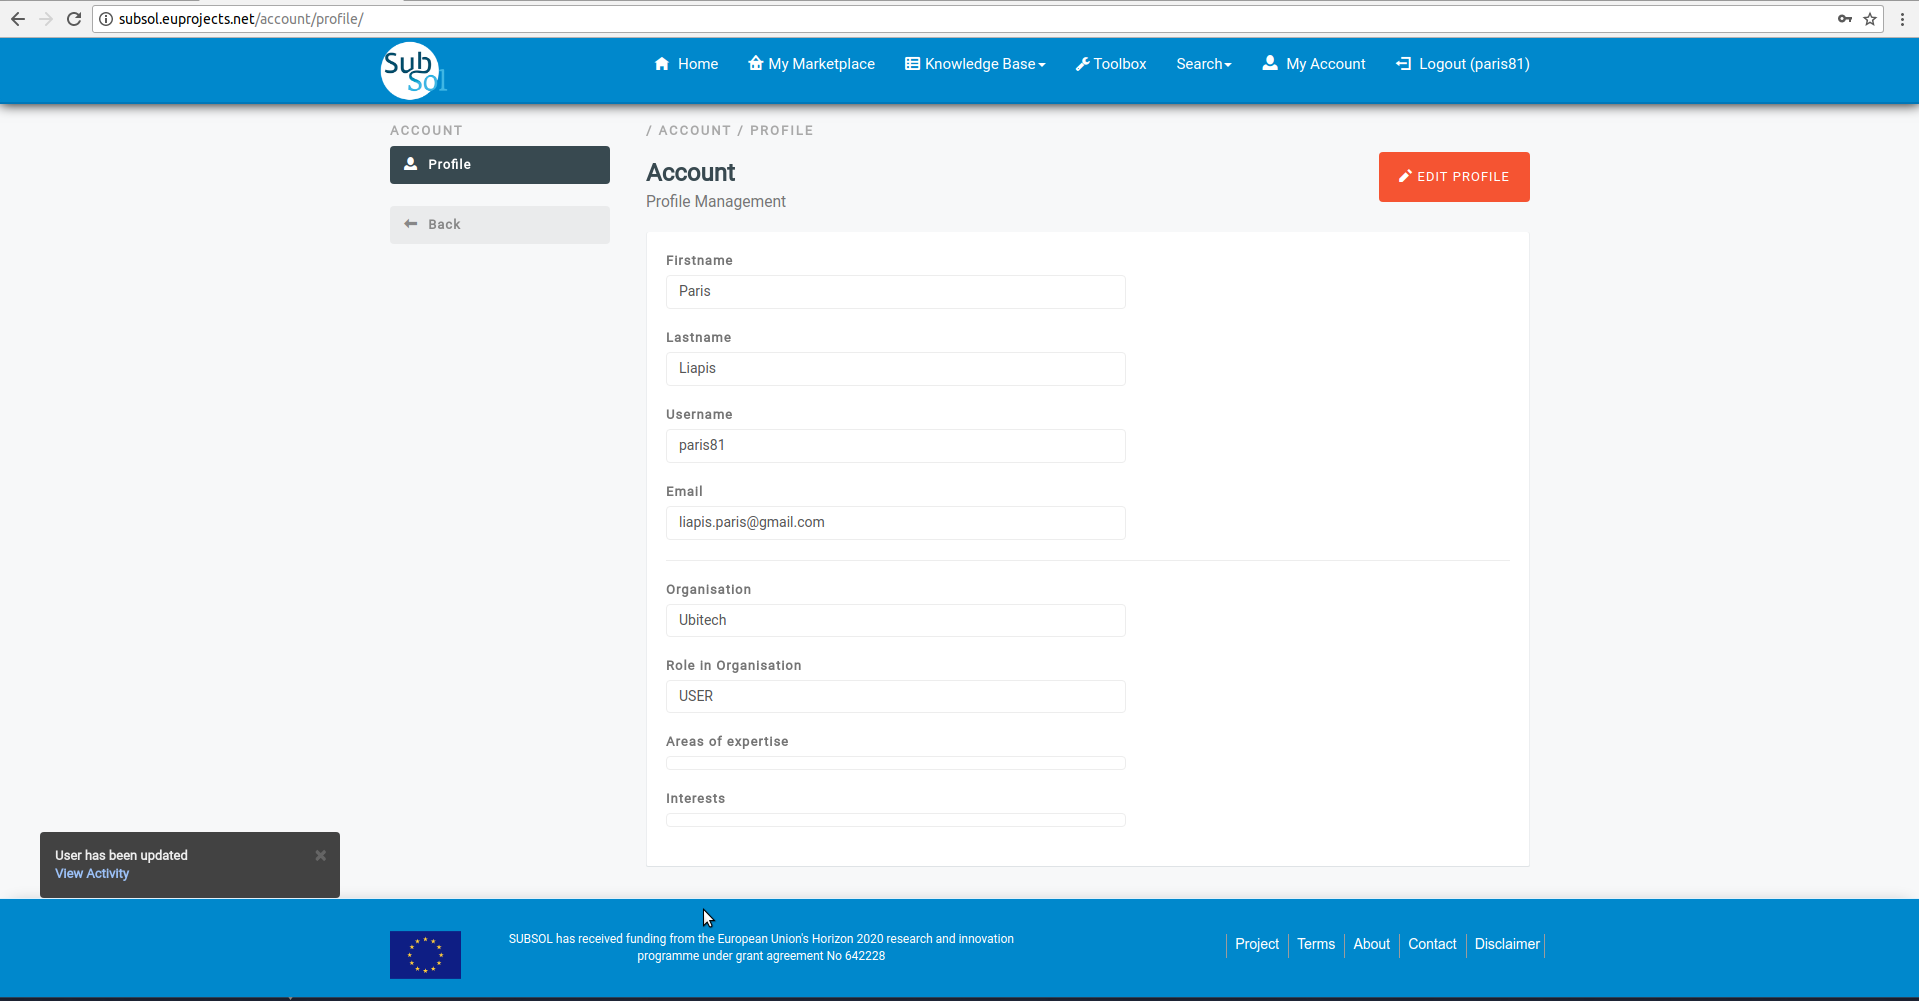 subsol.euprojects.net/account/profile/
Sub
Sol
Home
My Marketplace
Knowledge Base
Toolbox
Search
My Account
Logout (paris81)
ACCOUNT
Profile
Back
/ ACCOUNT / PROFILE
Account
Profile Management
EDIT PROFILE
Firstname
Paris
Lastname
Liapis
Username
paris81
Email
liapis.paris@gmail.com
Organisation
Ubitech
Role in Organisation
USER
Areas of expertise
Interests
User has been updated
View Activity
SUBSOL has received funding from the European Union's Horizon 2020 research and innovation
programme under grant agreement No 642228
Project
Terms
About
Contact
Disclaimer